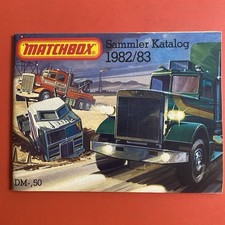 MATCHBOX
Sammler Katalog
1982/83
DM-,50